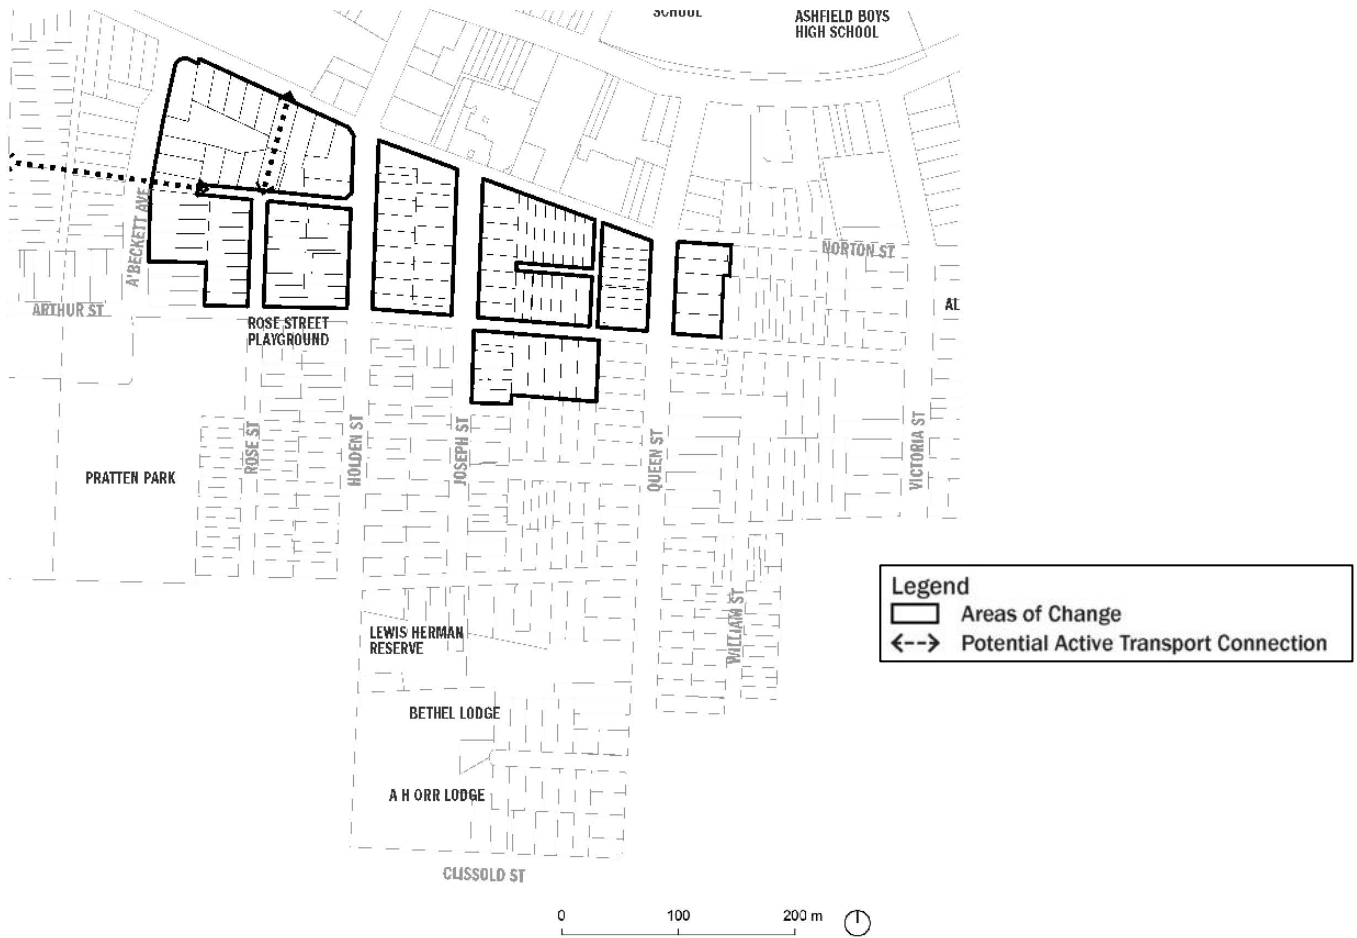 SCHOOL
ASHFIELD BOYS
HIGH SCHOOL
A'BECKETT AVE
NORTON ST
ARTHUR ST
AL
ROSE STREET
PLAYGROUND
ROSE ST
HOLDEN ST
JOSEPH ST
QUEEN ST
VICTORIA ST
PRATTEN PARK
Legend
Areas of Change
Potential Active Transport Connection
WILLIAM ST
LEWIS HERMAN
RESERVE
BETHEL LODGE
A H ORR LODGE
CLISSOLD ST
0 100 200 m